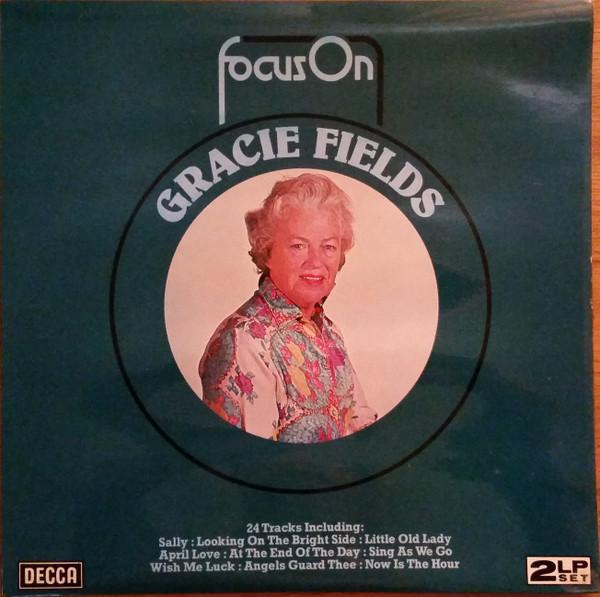 focusOn
GRACIE FIELDS
24 Tracks Including:
Sally : Looking On The Bright Side : Little Old Lady
April Love : At The End Of The Day : Sing As We Go
Wish Me Luck : Angels Guard Thee : Now Is The Hour
DECCA
2LP
SET